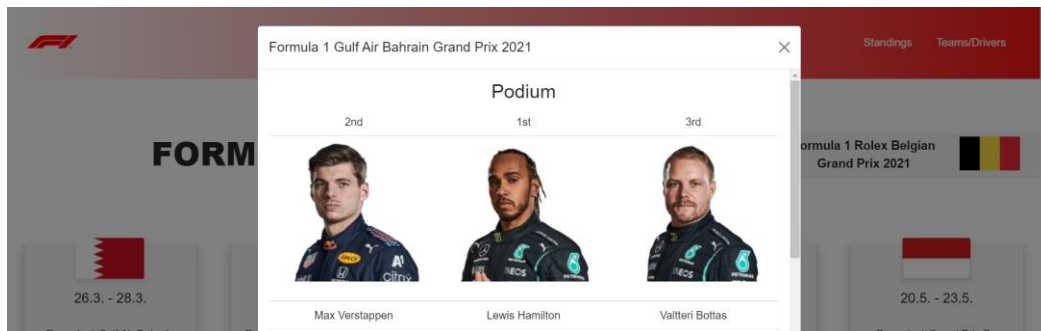 Formula 1 Gulf Air Bahrain Grand Prix 2021
Standings Teams/Drivers
Podium
2nd 1st 3rd
FORM
ormula 1 Rolex Belgian
Grand Prix 2021
26.3. - 28.3.
20.5. - 23.5.
Max Verstappen Lewis Hamilton Valtteri Bottas